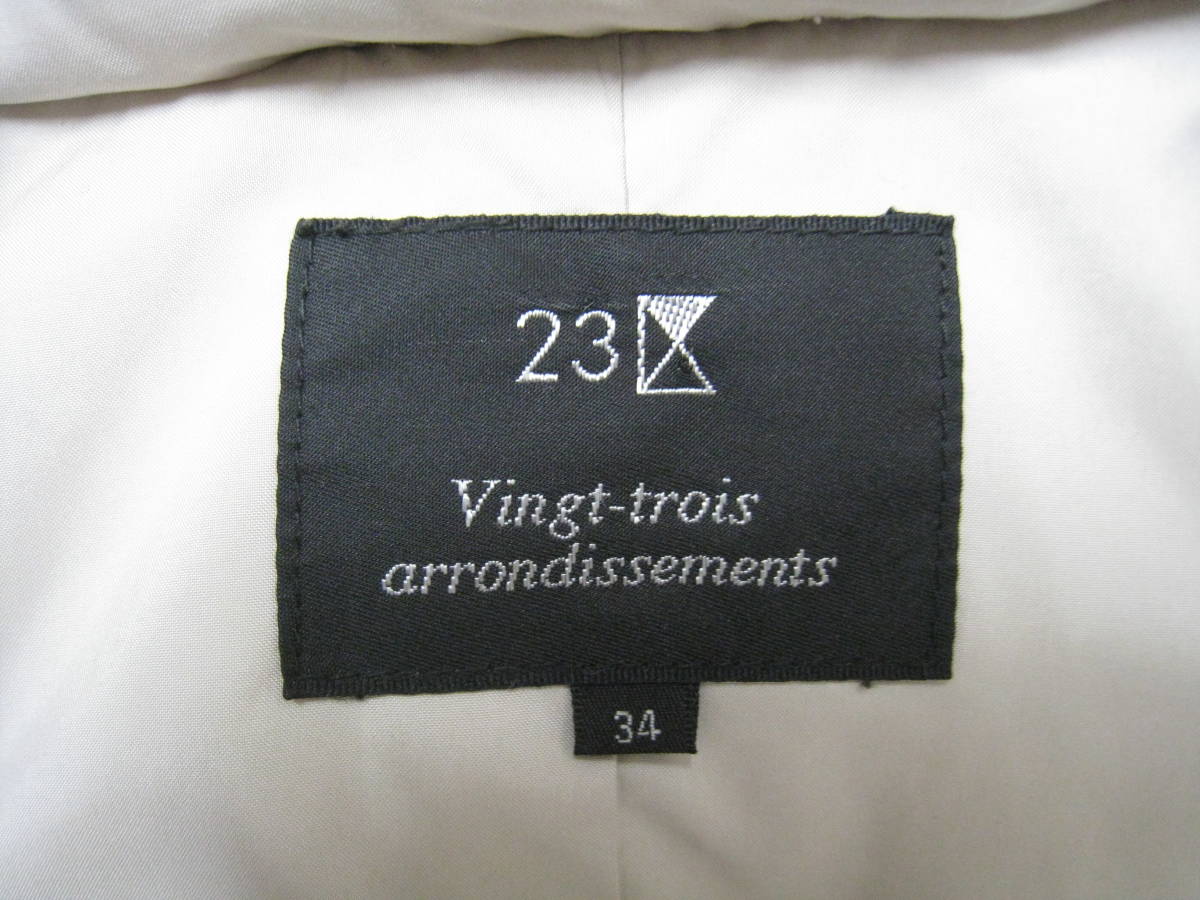 23
Vingt-trois
arrondissements
34